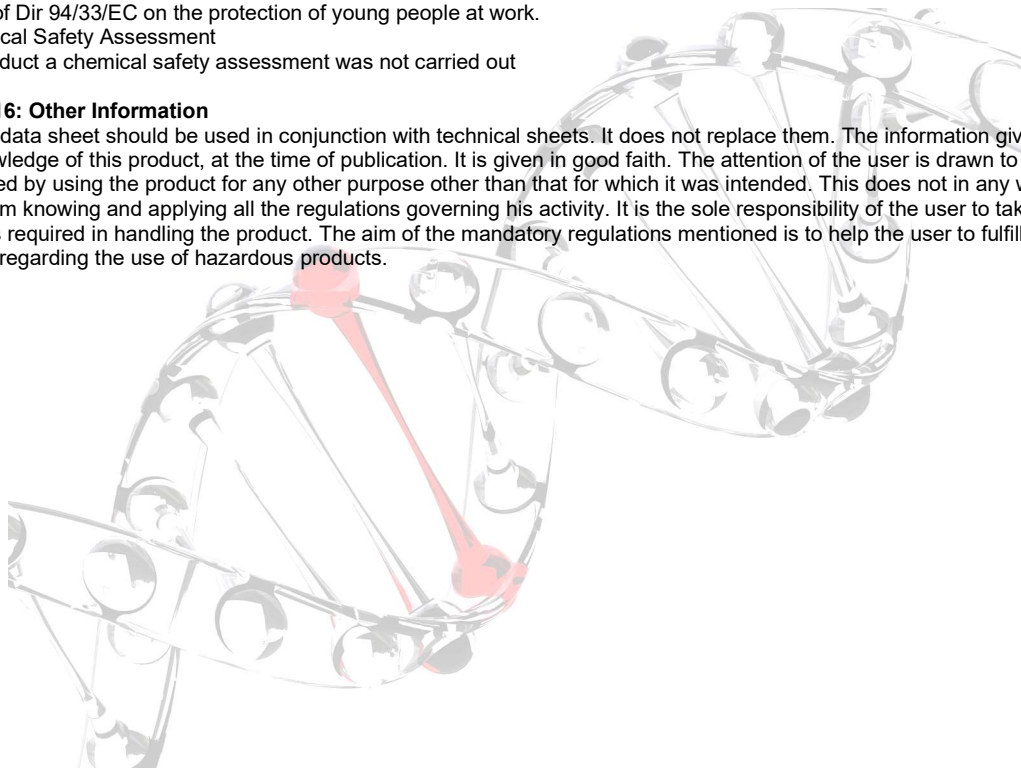 of Dir 94/33/EC on the protection of young people at work.
cal Safety Assessment
duct a chemical safety assessment was not carried out
6: Other Information
data sheet should be used in conjunction with technical sheets. It does not replace them. The information giv
wledge of this product, at the time of publication. It is given in good faith. The attention of the user is drawn to
ed by using the product for any other purpose other than that for which it was intended. This does not in any w
m knowing and applying all the regulations governing his activity. It is the sole responsibility of the user to tak
s required in handling the product. The aim of the mandatory regulations mentioned is to help the user to fulfill
regarding the use of hazardous products.